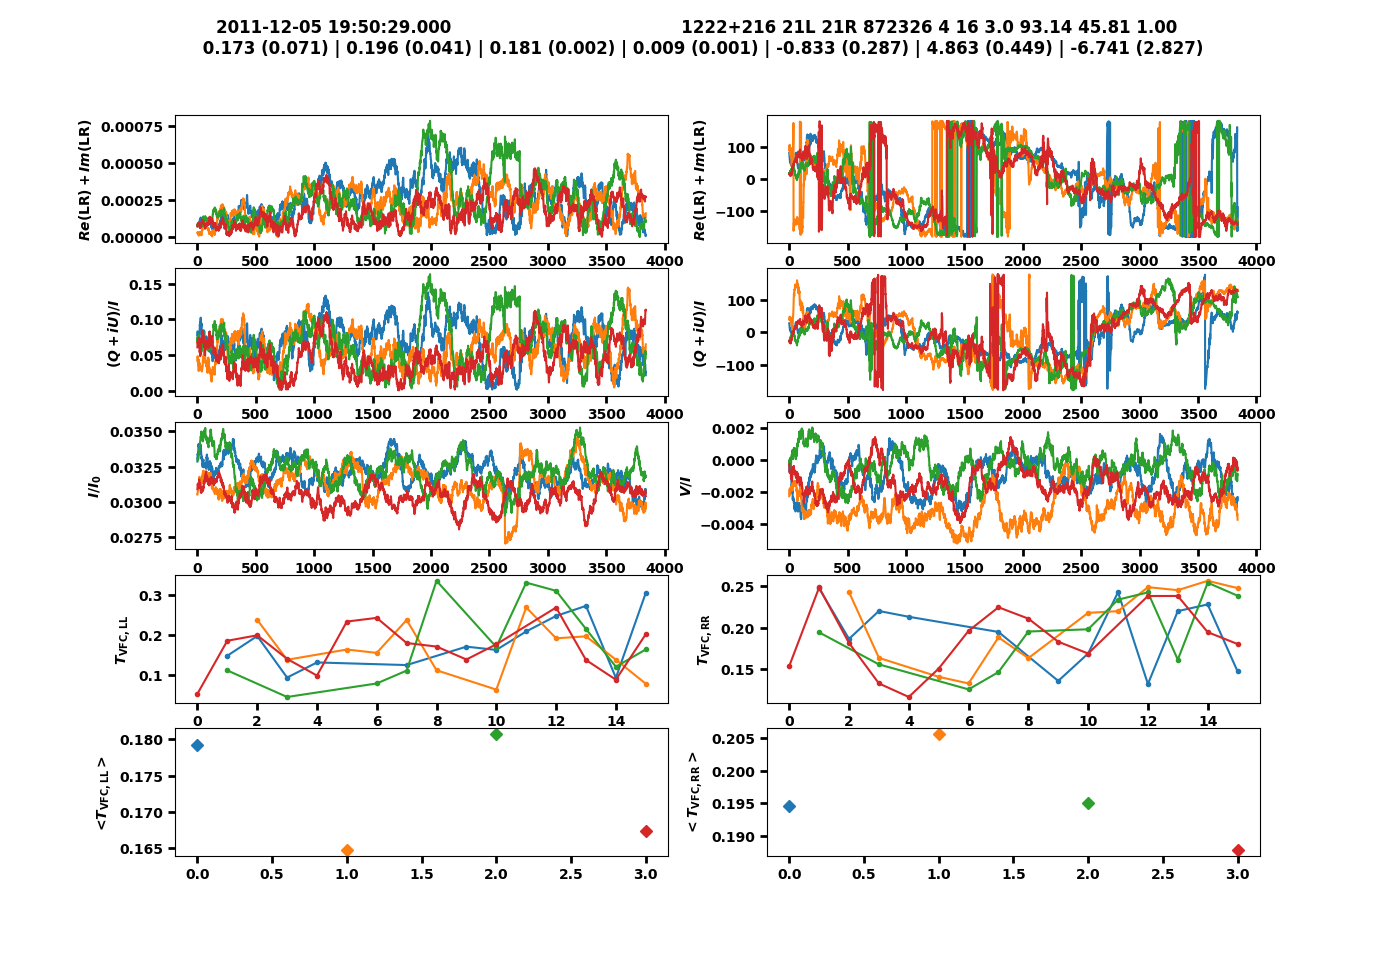 2011-12-05 19:50:29.000 1222+216 21L 21R 872326 4 16 3.0 93.14 45.81 1.00
0.173 (0.071) | 0.196 (0.041) | 0.181 (0.002) | 0.009 (0.001) | -0.833 (0.287) | 4.863 (0.449) | -6.741 (2.827)
Re(LR) + Im(LR)
0.00075
0.00050
0.00025
0.00000
0 500 1000 1500 2000 2500 3000 3500 4000
Re(LR) + Im(LR)
100
0
−100
0 500 1000 1500 2000 2500 3000 3500 4000
(Q + iU)/I
0.15
0.10
0.05
0.00
0 500 1000 1500 2000 2500 3000 3500 4000
(Q + iU)/I
100
0
−100
0 500 1000 1500 2000 2500 3000 3500 4000
I/I0
0.0350
0.0325
0.0300
0.0275
0 500 1000 1500 2000 2500 3000 3500 4000
V/I
0.002
0.000
−0.002
−0.004
0 500 1000 1500 2000 2500 3000 3500 4000
TVFC, LL
0.3
0.2
0.1
0 2 4 6 8 10 12 14
TVFC, RR
0.25
0.20
0.15
0 2 4 6 8 10 12 14
<TVFC, LL >
0.180
0.175
0.170
0.165
0.0 0.5 1.0 1.5 2.0 2.5 3.0
< TVFC, RR >
0.205
0.200
0.195
0.190
0.0 0.5 1.0 1.5 2.0 2.5 3.0